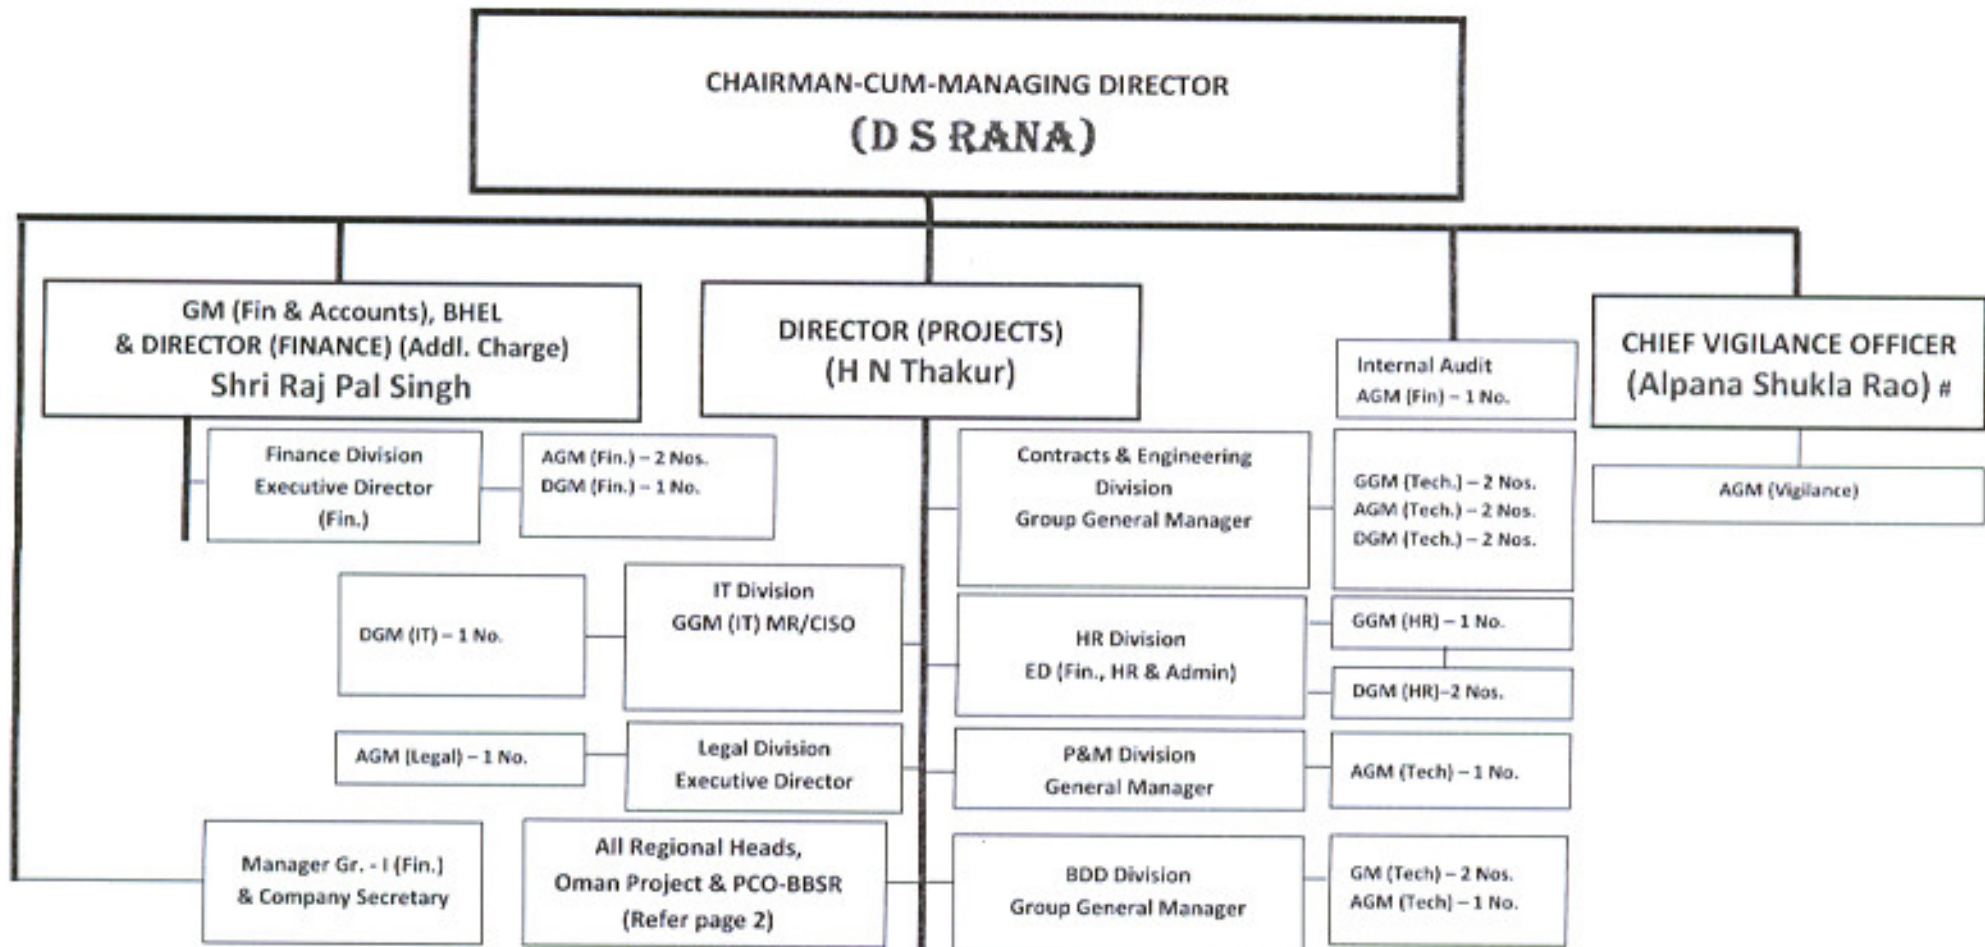 CHAIRMAN-CUM-MANAGING DIRECTOR
(D S RANA)
GM (Fin & Accounts), BHEL
& DIRECTOR (FINANCE) (Addl. Charge)
Shri Raj Pal Singh
DIRECTOR (PROJECTS)
(H N Thakur)
Internal Audit
AGM (Fin) – 1 No.
CHIEF VIGILANCE OFFICER
(Alpana Shukla Rao) #
AGM (Vigilance)
Finance Division
Executive Director
(Fin.)
AGM (Fin.) – 2 Nos.
DGM (Fin.) – 1 No.
Contracts & Engineering
Division
Group General Manager
GGM (Tech.) – 2 Nos.
AGM (Tech.) – 2 Nos.
DGM (Tech.) – 2 Nos.
DGM (IT) – 1 No.
IT Division
GGM (IT) MR/CISO
HR Division
ED (Fin., HR & Admin)
GGM (HR) – 1 No.
DGM (HR)–2 Nos.
AGM (Legal) – 1 No.
Legal Division
Executive Director
P&M Division
General Manager
AGM (Tech) – 1 No.
Manager Gr. - I (Fin.)
& Company Secretary
All Regional Heads,
Oman Project & PCO-BBSR
(Refer page 2)
BDD Division
Group General Manager
GM (Tech) – 2 Nos.
AGM (Tech) – 1 No.